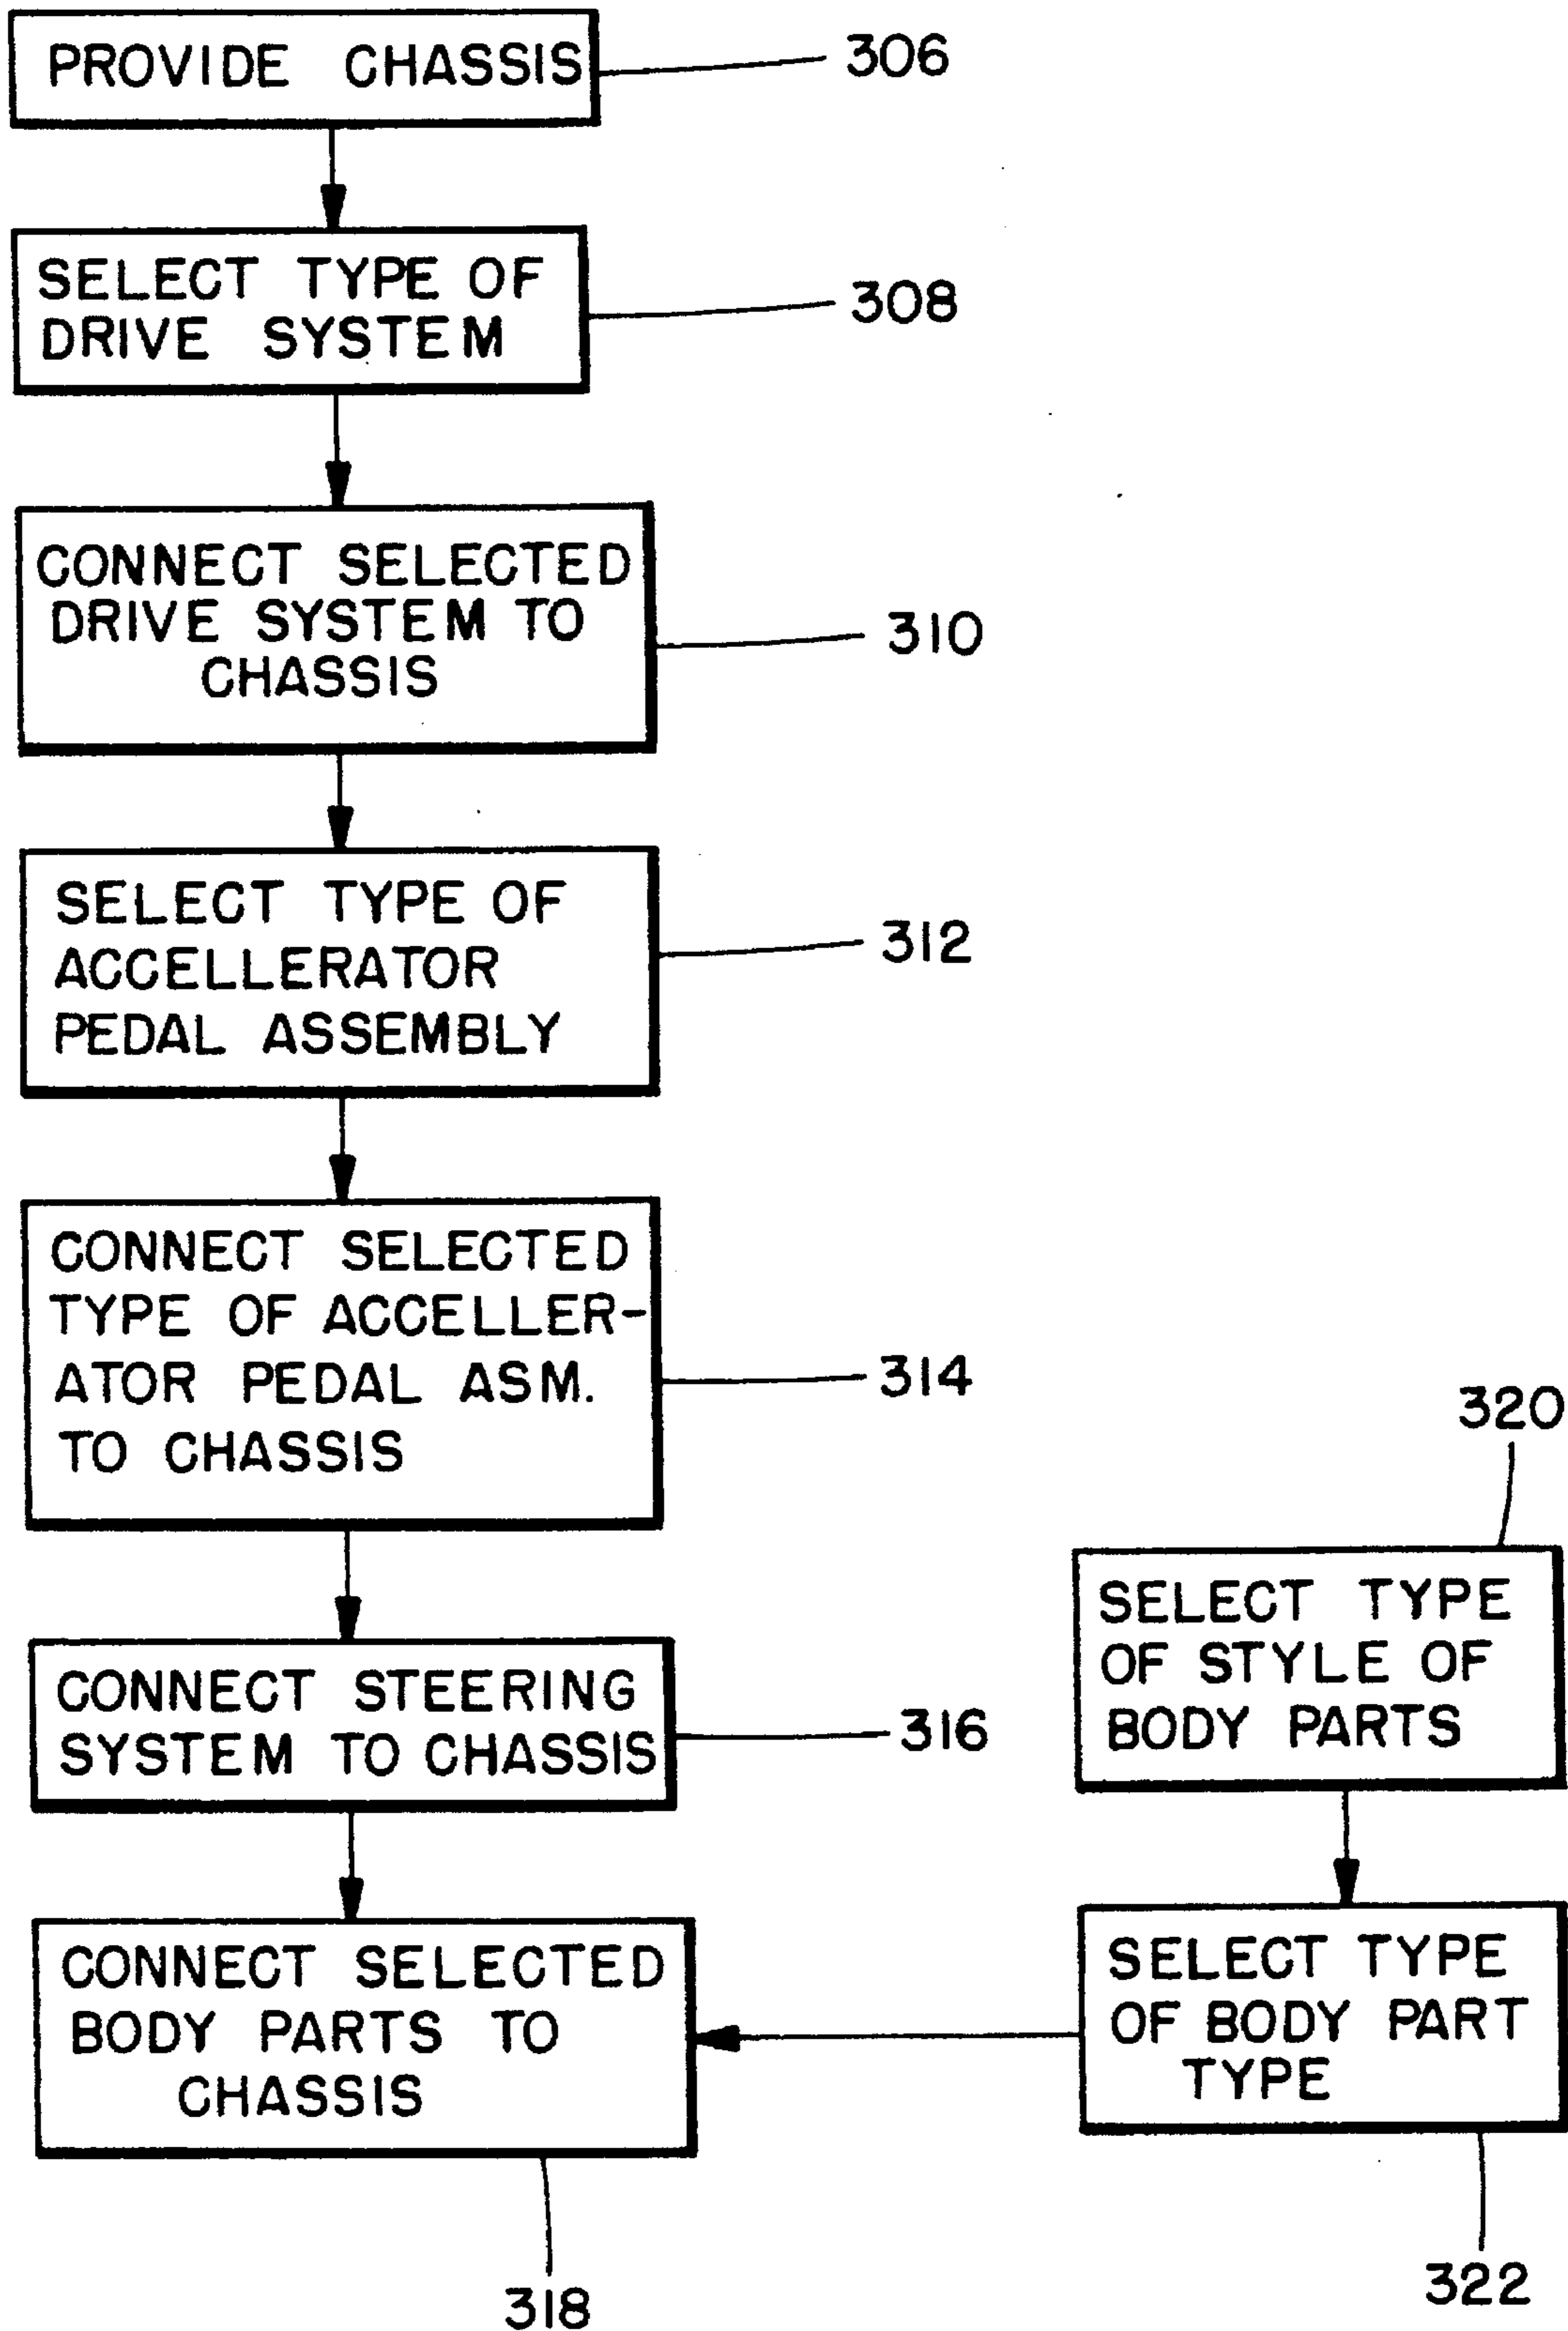 PROVIDE CHASSIS
306
SELECT TYPE OF
DRIVE SYSTEM
308
CONNECT SELECTED
DRIVE SYSTEM TO
CHASSIS
310
SELECT TYPE OF
ACCELLERATOR
PEDAL ASSEMBLY
312
CONNECT SELECTED
TYPE OF ACCELLER-
ATOR PEDAL ASM.
TO CHASSIS
314
CONNECT STEERING
SYSTEM TO CHASSIS
316
CONNECT SELECTED
BODY PARTS TO
CHASSIS
318
320
SELECT TYPE
OF STYLE OF
BODY PARTS
SELECT TYPE
OF BODY PART
TYPE
322